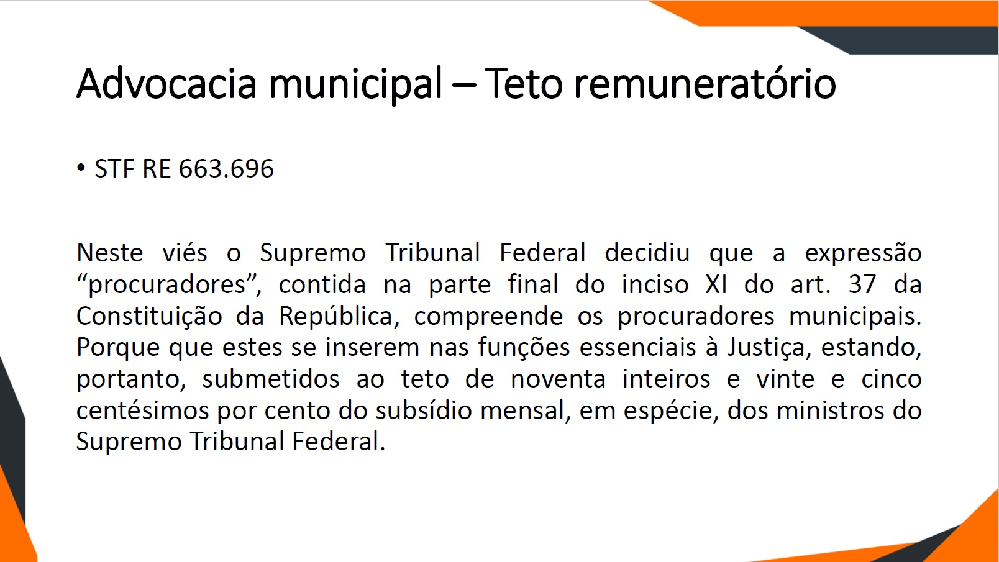 Advocacia municipal – Teto remuneratório
• STF RE 663.696
Neste viés o Supremo Tribunal Federal decidiu que a expressão
“procuradores”, contida na parte final do inciso XI do art. 37 da
Constituição da República, compreende os procuradores municipais.
Porque que estes se inserem nas funções essenciais à Justiça, estando,
portanto, submetidos ao teto de noventa inteiros e vinte e cinco
centésimos por cento do subsídio mensal, em espécie, dos ministros do
Supremo Tribunal Federal.